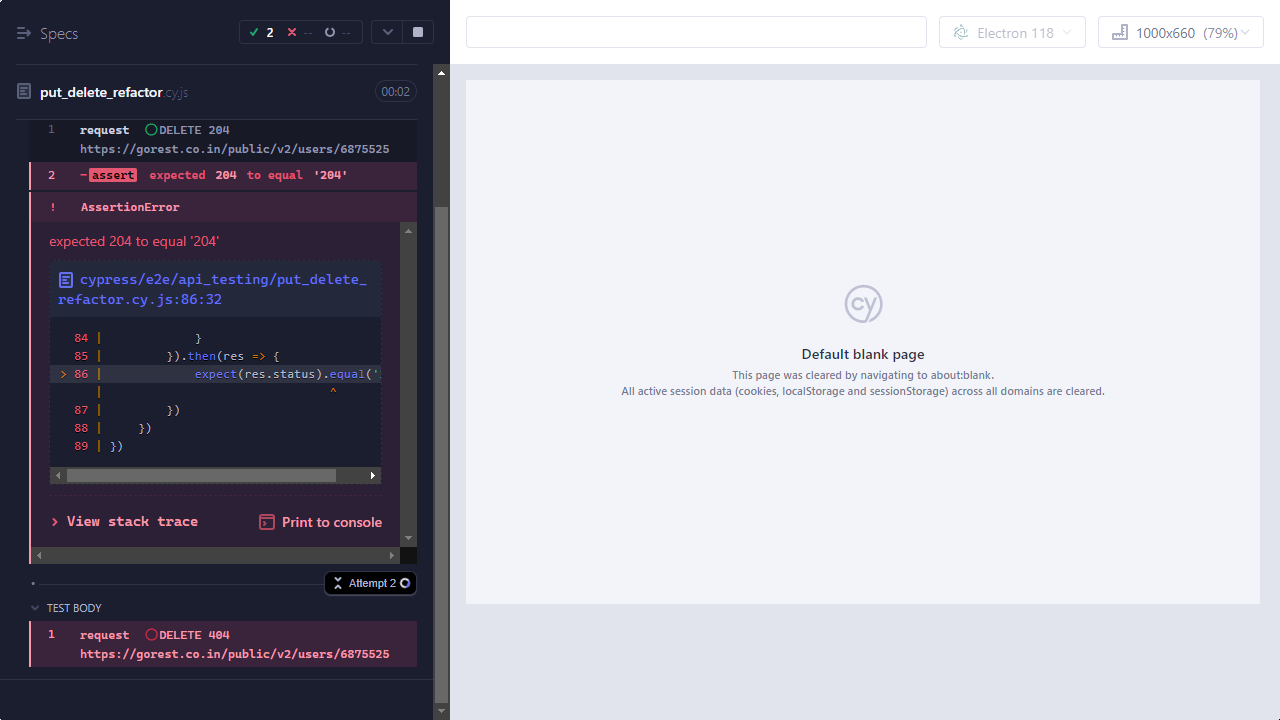 Specs
2
--
--
Electron 118
1000x660 (79%)
put_delete_refactor.cy.js
00:02
1 request DELETE 204
https://gorest.co.in/public/v2/users/6875525
2 -assert expected 204 to equal '204'
! AssertionError
expected 204 to equal '204'
cypress/e2e/api_testing/put_delete_
refactor.cy.js:86:32
84 | }
85 | }).then(res => {
> 86 | expect(res.status).equal('
| ^
87 | })
88 | })
89 | })
View stack trace
Print to console
Attempt 2
TEST BODY
1 request DELETE 404
https://gorest.co.in/public/v2/users/6875525
cy
Default blank page
This page was cleared by navigating to about:blank.
All active session data (cookies, localStorage and sessionStorage) across all domains are cleared.